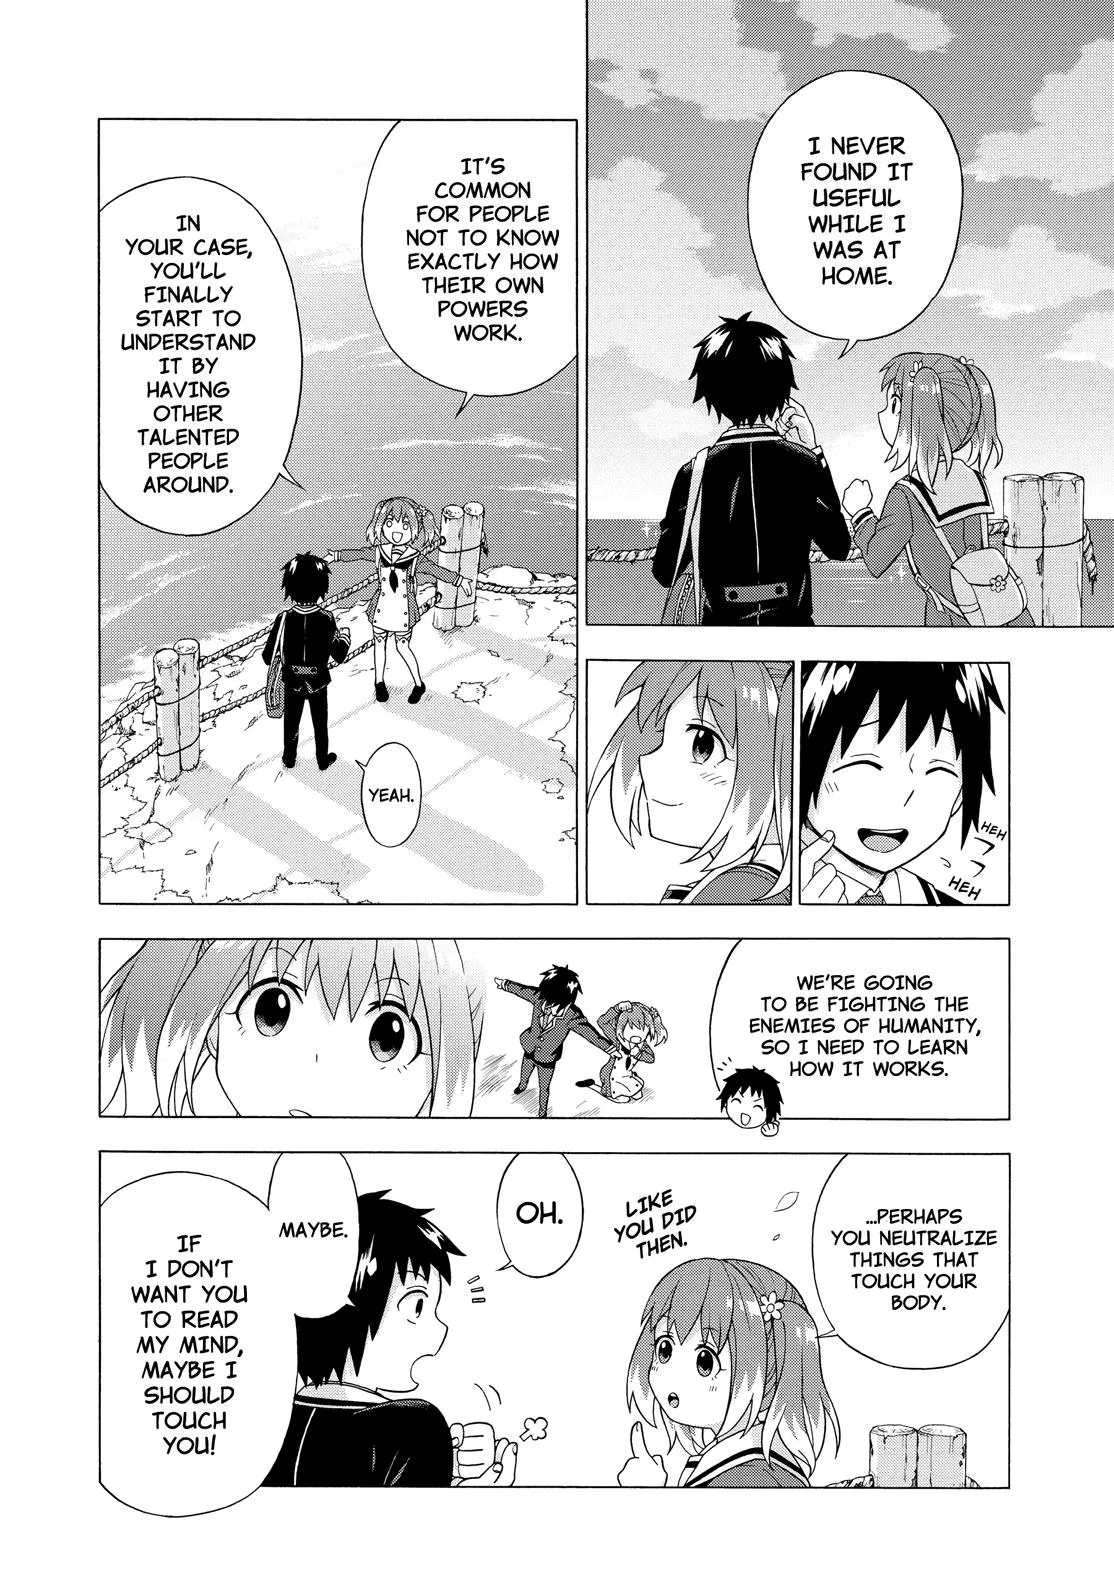 I NEVER
FOUND IT
USEFUL
WHILE I
WAS AT
HOME.
IT'S
COMMON
FOR PEOPLE
NOT TO KNOW
EXACTLY HOW
THEIR OWN
POWERS
WORK.
IN
YOUR CASE,
YOU'LL
FINALLY
START TO
UNDERSTAND
IT BY
HAVING
OTHER
TALENTED
PEOPLE
AROUND.
YEAH.
HEH
フフ
HEH
WE'RE GOING
TO BE FIGHTING THE
ENEMIES OF HUMANITY,
SO I NEED TO LEARN
HOW IT WORKS.
...PERHAPS
YOU NEUTRALIZE
THINGS THAT
TOUCH YOUR
BODY.
LIKE
YOU DID
THEN.
OH.
MAYBE.
IF
I DON'T
WANT YOU
TO READ
MY MIND,
MAYBE I
SHOULD
TOUCH
YOU!